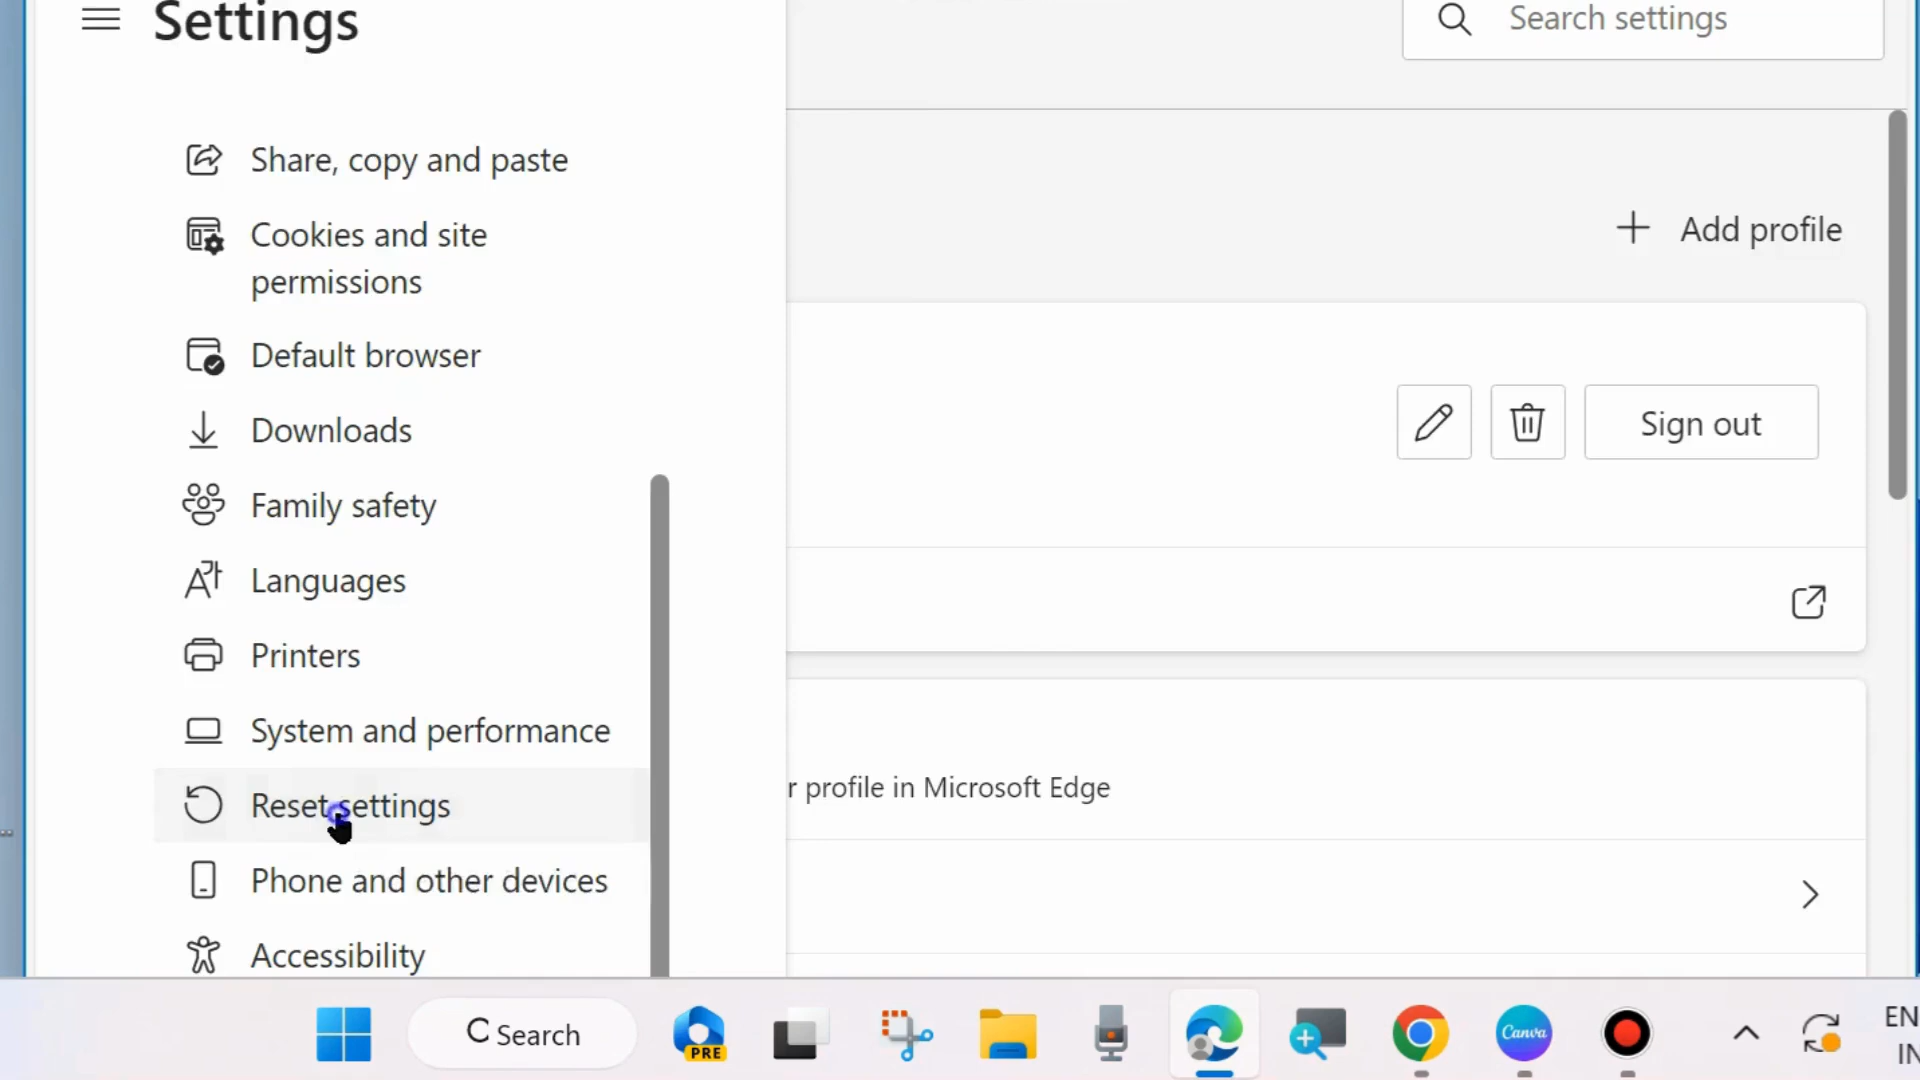 Settings
Search settings
Share, copy and paste
Cookies and site
permissions
Default browser
Downloads
Family safety
Languages
Printers
System and performance
Reset settings
Phone and other devices
Accessibility
Add profile
Sign out
r profile in Microsoft Edge
Search
PRE
Canva
EN
IN